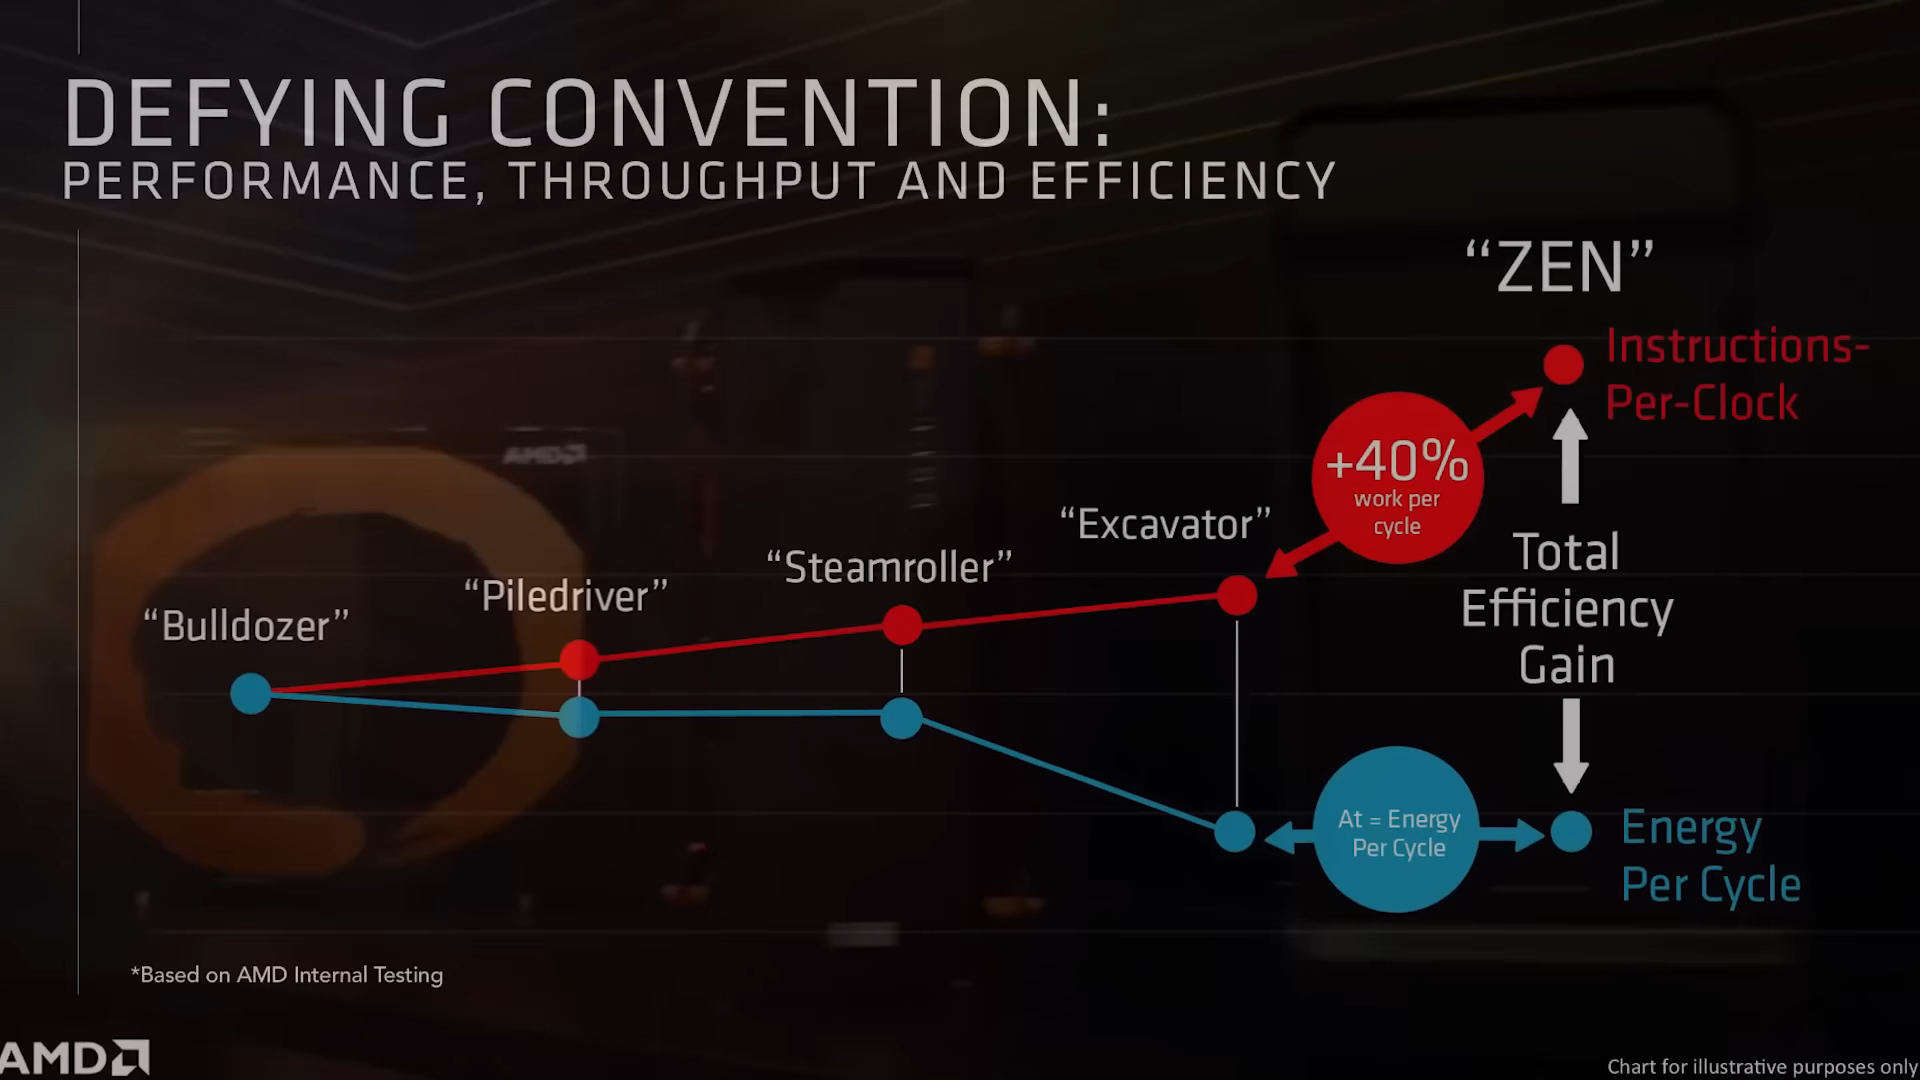 DEFYING CONVENTION:
PERFORMANCE, THROUGHPUT AND EFFICIENCY
“ZEN”
Instructions-
Per-Clock
+40%
work per
cycle
AMD
“Excavator”
“Steamroller”
“Piledriver”
“Bulldozer”
Total
Efficiency
Gain
At = Energy
Per Cycle
Energy
Per Cycle
*Based on AMD Internal Testing
AMD
Chart for illustrative purposes only